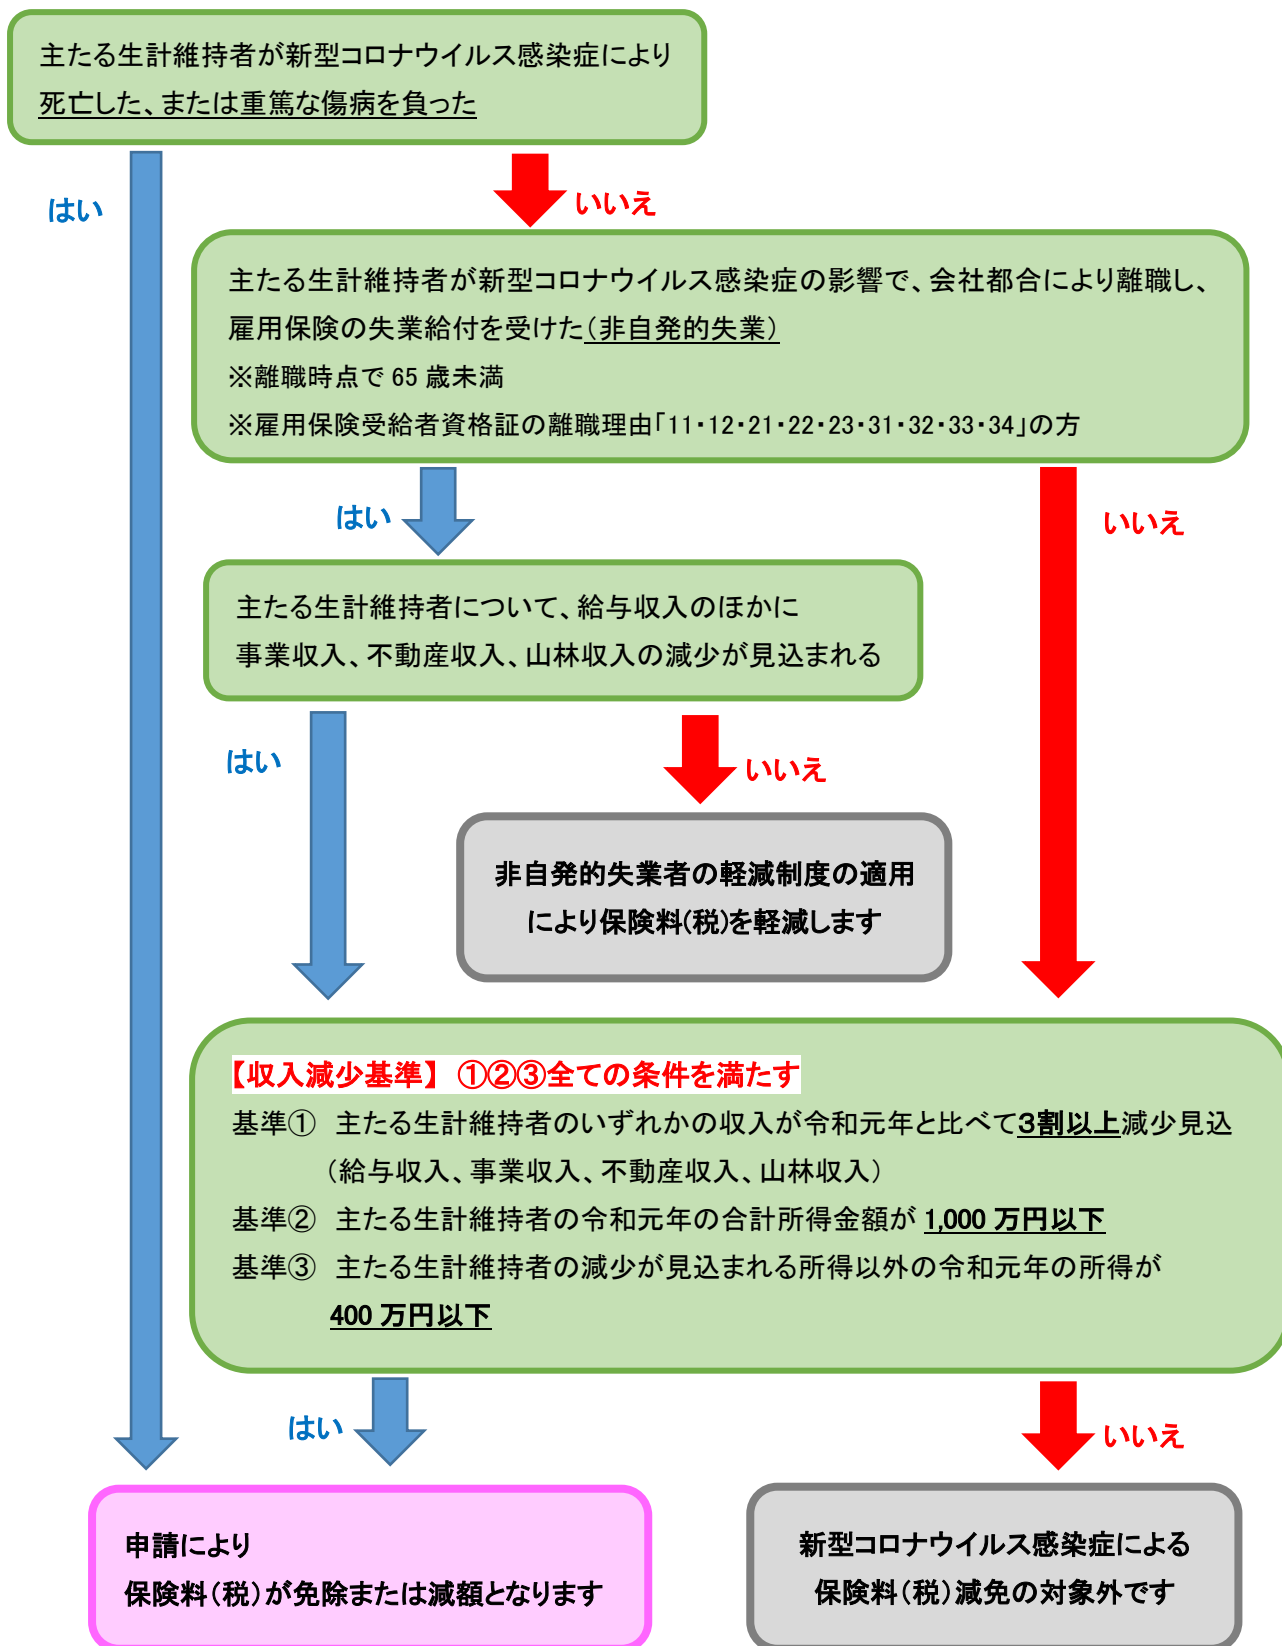 主たる生計維持者が新型コロナウイルス感染症により
死亡した、または重篤な傷病を負った
はい
いいえ
主たる生計維持者が新型コロナウイルス感染症の影響で、会社都合により離職し、
雇用保険の失業給付を受けた(非自発的失業)
※離職時点で 65 歳未満
※雇用保険受給者資格証の離職理由「11・12・21・22・23・31・32・33・34」の方
はい
いいえ
主たる生計維持者について、給与収入のほかに
事業収入、不動産収入、山林収入の減少が見込まれる
はい
いいえ
非自発的失業者の軽減制度の適用
により保険料(税)を軽減します
【収入減少基準】 ①②③全ての条件を満たす
基準① 主たる生計維持者のいずれかの収入が令和元年と比べて3割以上減少見込
(給与収入、事業収入、不動産収入、山林収入)
基準② 主たる生計維持者の令和元年の合計所得金額が 1,000 万円以下
基準③ 主たる生計維持者の減少が見込まれる所得以外の令和元年の所得が
400 万円以下
はい
いいえ
申請により
保険料(税)が免除または減額となります
新型コロナウイルス感染症による
保険料(税)減免の対象外です